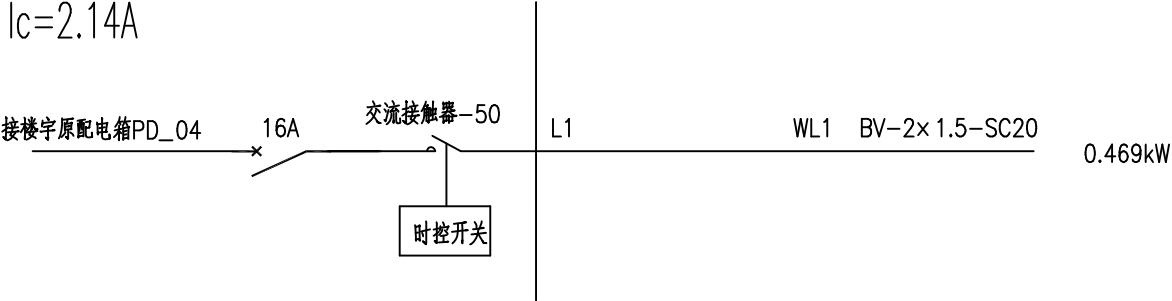 Ic=2.14A
接楼宇原配电箱PD_04
16A
交流接触器-50
L1
WL1
BV-2×1.5-SC20
0.469kW
时控开关